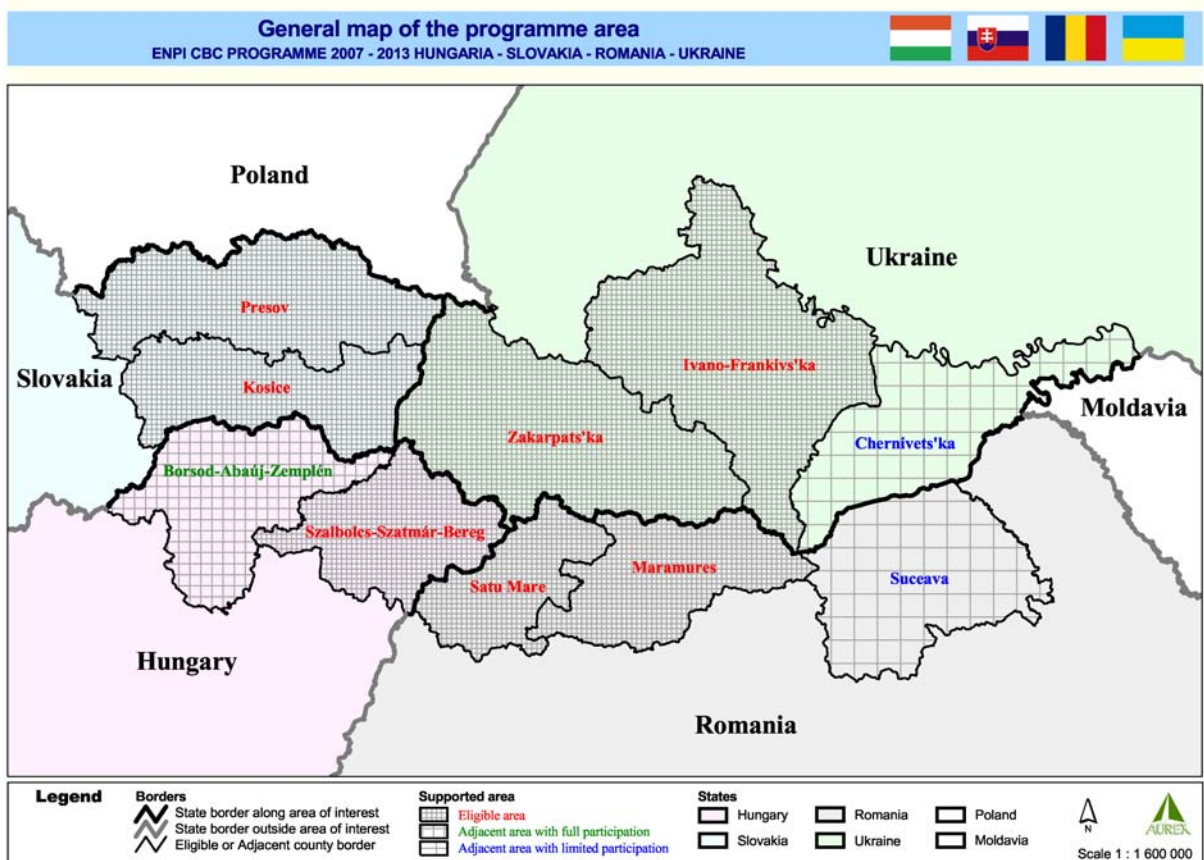 General map of the programme area
ENPI CBC PROGRAMME 2007 - 2013 HUNGARIA - SLOVAKIA - ROMANIA - UKRAINE
Poland
Ukraine
Presov
Ivano-Frankivs'ka
Slovakia
Kosice
Moldavia
Zakarpats'ka
Chernivets'ka
Borsod-Abaúj-Zemplén
Szalbolcs-Szatmár-Bereg
Maramures
Suceava
Satu Mare
Hungary
Romania
Legend
Borders
State border along area of interest
State border outside area of interest
Eligible or Adjacent county border
Supported area
Eligible area
Adjacent area with full participation
Adjacent area with limited participation
States
Hungary
Slovakia
Romania
Ukraine
Poland
Moldavia
N
AUREX
Scale 1 : 1 600 000